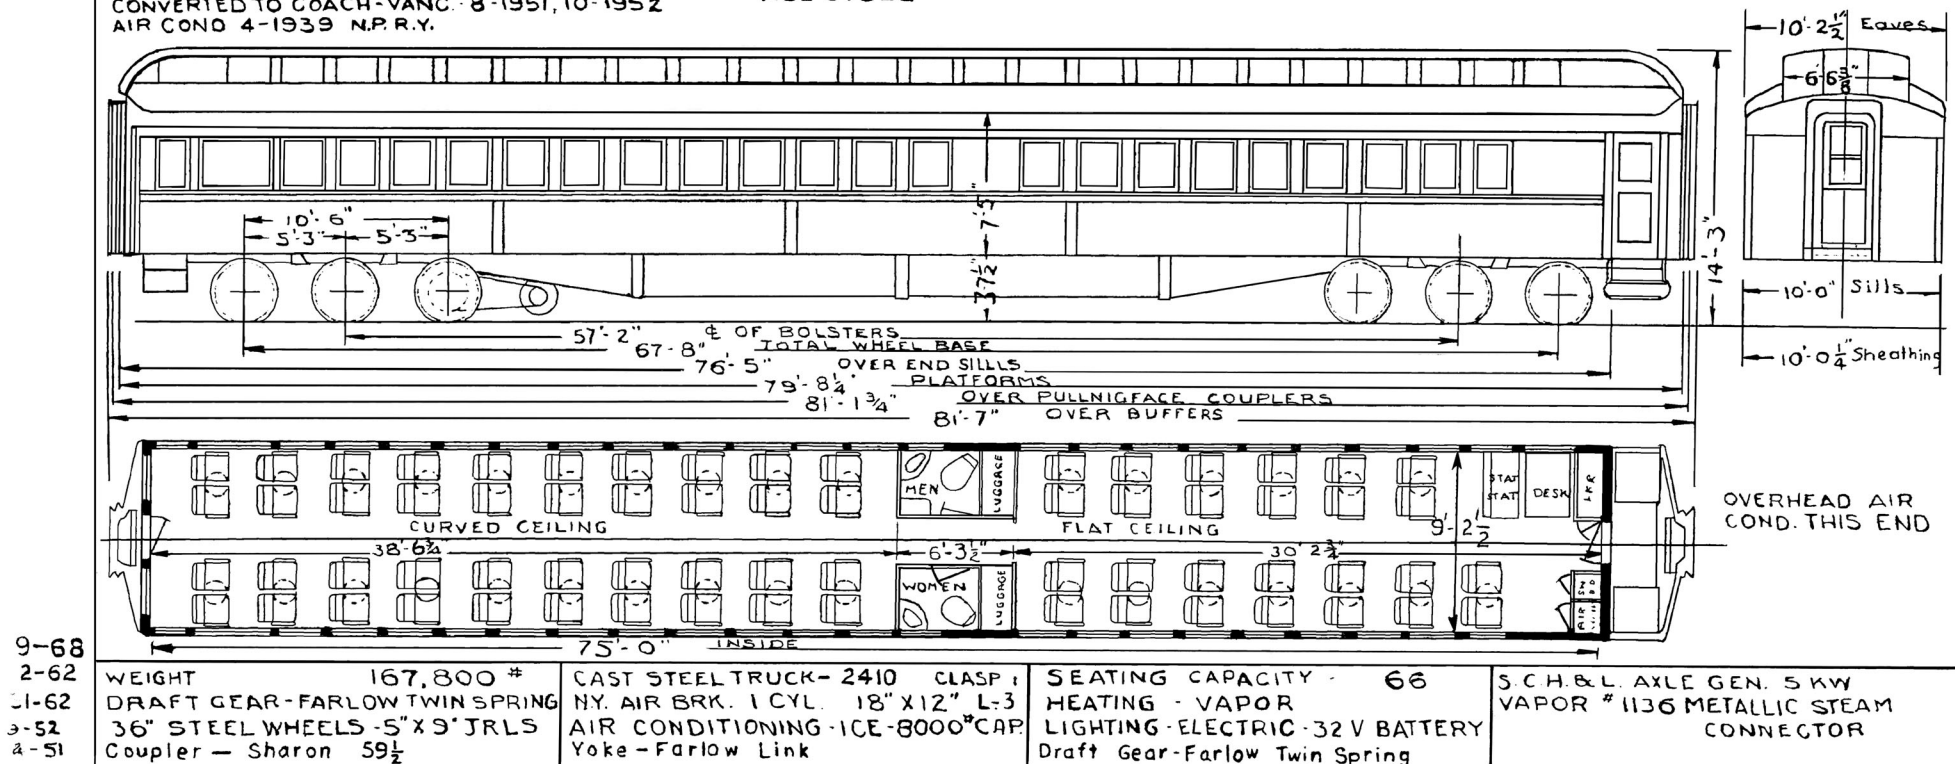 CONVERTED TO COACH-VANC. 8-1951, 10-1952
AIR COND 4-1939 N.P.R.Y.
10'-2½" Eaves
6'6⅜"
10'-6"
5'-3" 5'-3"
7'-5"
3'7½"
14'-3"
10'-0" Sills
10'-0¼" Sheathing
57'-2" ℄ OF BOLSTERS
67-8" TOTAL WHEEL BASE
76'-5" OVER END SILLS
79'-8¼" PLATFORMS
81'-1¾" OVER PULLNIGFACE COUPLERS
81'-7" OVER BUFFERS
MEN
LUGGAGE
STAT
STAT
DESK
LKR
CURVED CEILING
FLAT CEILING
9'-2½
OVERHEAD AIR
COND. THIS END
38'-6¾"
6'-3½"
30' 2¾"
WOMEN
LUGGAGE
AIR
75'-0" INSIDE
9-68
2-62
1-62
-52
-51
WEIGHT 167,800 #
DRAFT GEAR-FARLOW TWIN SPRING
36" STEEL WHEELS -5"X9" JRLS
Coupler — Sharon 59½
CAST STEEL TRUCK- 2410 CLASP
N.Y. AIR BRK. 1 CYL. 18"X12" L-3
AIR CONDITIONING -ICE-8000# CAP.
Yoke-Farlow Link
SEATING CAPACITY - 66
HEATING - VAPOR
LIGHTING-ELECTRIC-32 V BATTERY
Draft Gear-Farlow Twin Spring
S.C.H.& L. AXLE GEN. 5 KW
VAPOR #1136 METALLIC STEAM
CONNECTOR